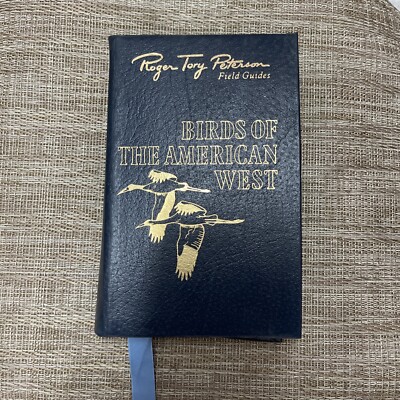 Roger Tory Peterson
Field Guides
BIRDS OF
THE AMERICAN
WEST